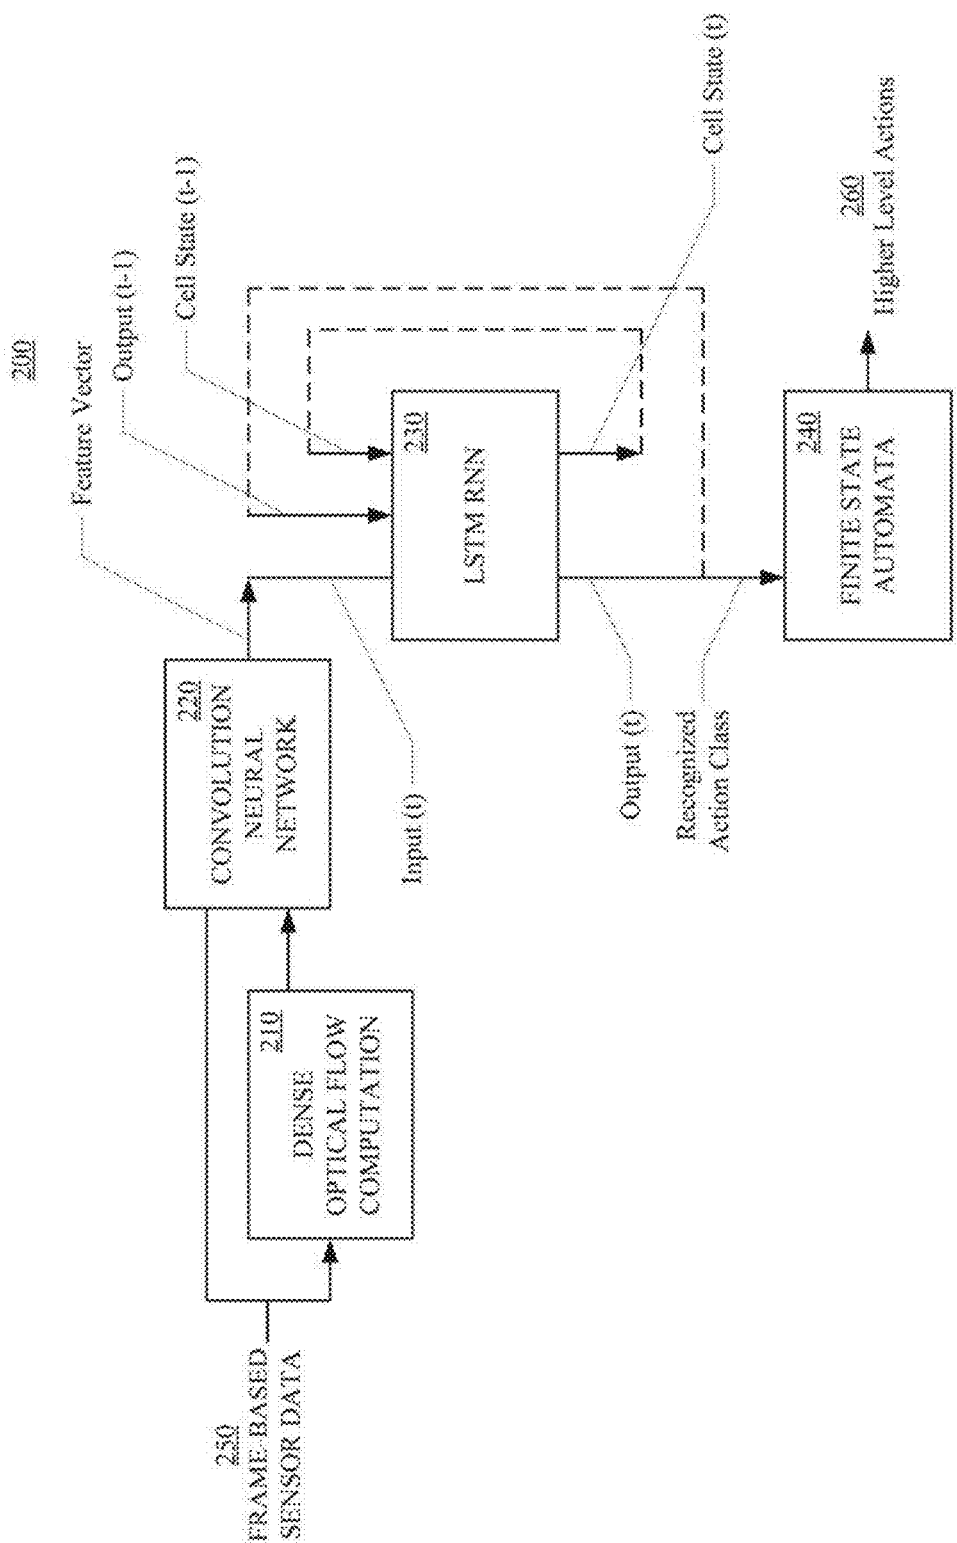 200
250
FRAME-BASED
SENSOR DATA
210
DENSE
OPTICAL FLOW
COMPUTATION
220
CONVOLUTION
NEURAL
NETWORK
Feature Vector
Output (t-1)
Cell State (t-1)
Input (t)
230
LSTM RNN
Output (t)
Recognized
Action Class
Cell State (t)
240
FINITE STATE
AUTOMATA
260
Higher Level Actions